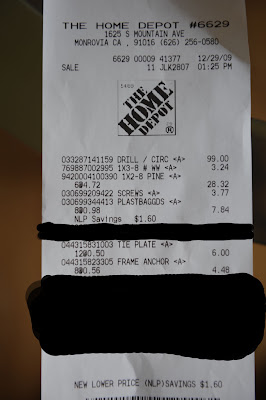 THE HOME DEPOT #6629
1625 S MOUNTAIN AVE
MONROVIA CA , 91016 (626) 256-0580
6629 00009 41377 12/29/09
SALE 11 JLK2807 01:25 PM
THE HOME DEPOT ®
033287141159 DRILL / CIRC <A> 99.00
769887002995 1X3-8 # WW <A> 3.24
9420004100390 1X2-8 PINE <A>
6@4.72 28.32
030699209422 SCREWS <A> 3.77
030699344413 PLASTBAGGDS <A>
8@0.98 7.84
NLP Savings $1.60
044315831003 TIE PLATE <A>
12@0.50 6.00
044315823305 FRAME ANCHOR <A>
8@0.56 4.48
NEW LOWER PRICE (NLP)SAVINGS $1.60